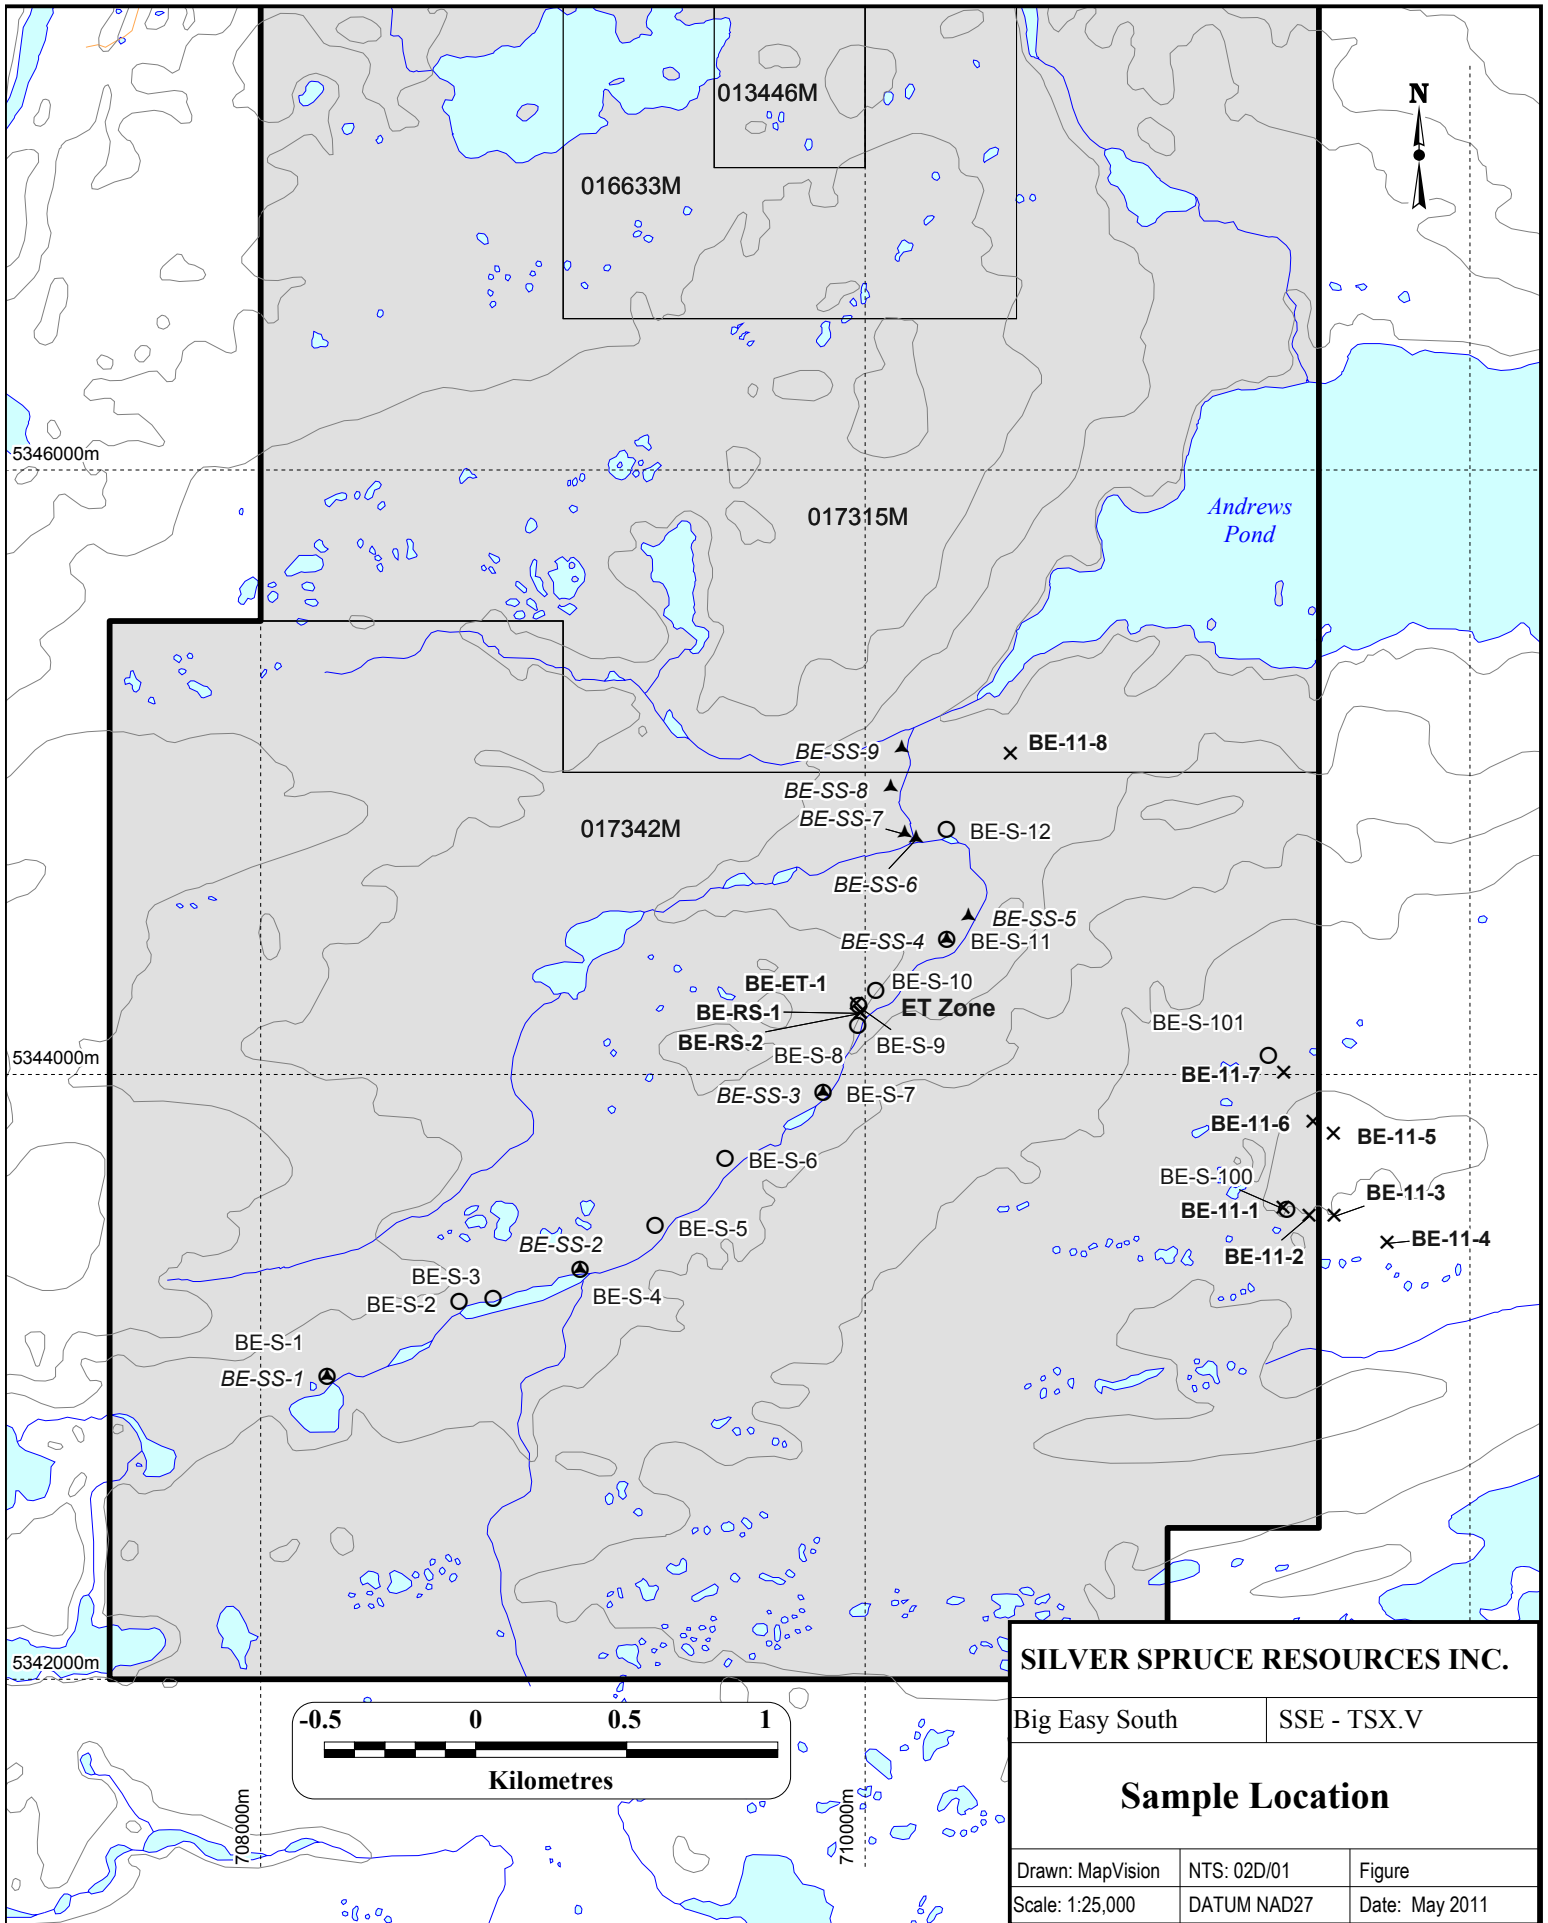 013446M
N
016633M
5346000m
017315M
Andrews
Pond
BE-SS-9
BE-11-8
BE-SS-8
BE-SS-7
017342M
BE-S-12
BE-SS-6
BE-SS-5
BE-SS-4
BE-S-11
BE-ET-1
BE-S-10
BE-RS-1
ET Zone
BE-S-101
BE-RS-2
BE-S-8
BE-S-9
5344000m
BE-11-7
BE-SS-3
BE-S-7
BE-11-6
BE-11-5
BE-S-6
BE-S-100
BE-11-3
BE-11-1
BE-S-5
BE-SS-2
BE-11-2
BE-11-4
BE-S-3
BE-S-2
BE-S-4
BE-S-1
BE-SS-1
5342000m
-0.5 0 0.5 1
Kilometres
708000m
710000m
SILVER SPRUCE RESOURCES INC.
Big Easy South
SSE - TSX.V
Sample Location
Drawn: MapVision
NTS: 02D/01
Figure
Scale: 1:25,000
DATUM NAD27
Date: May 2011